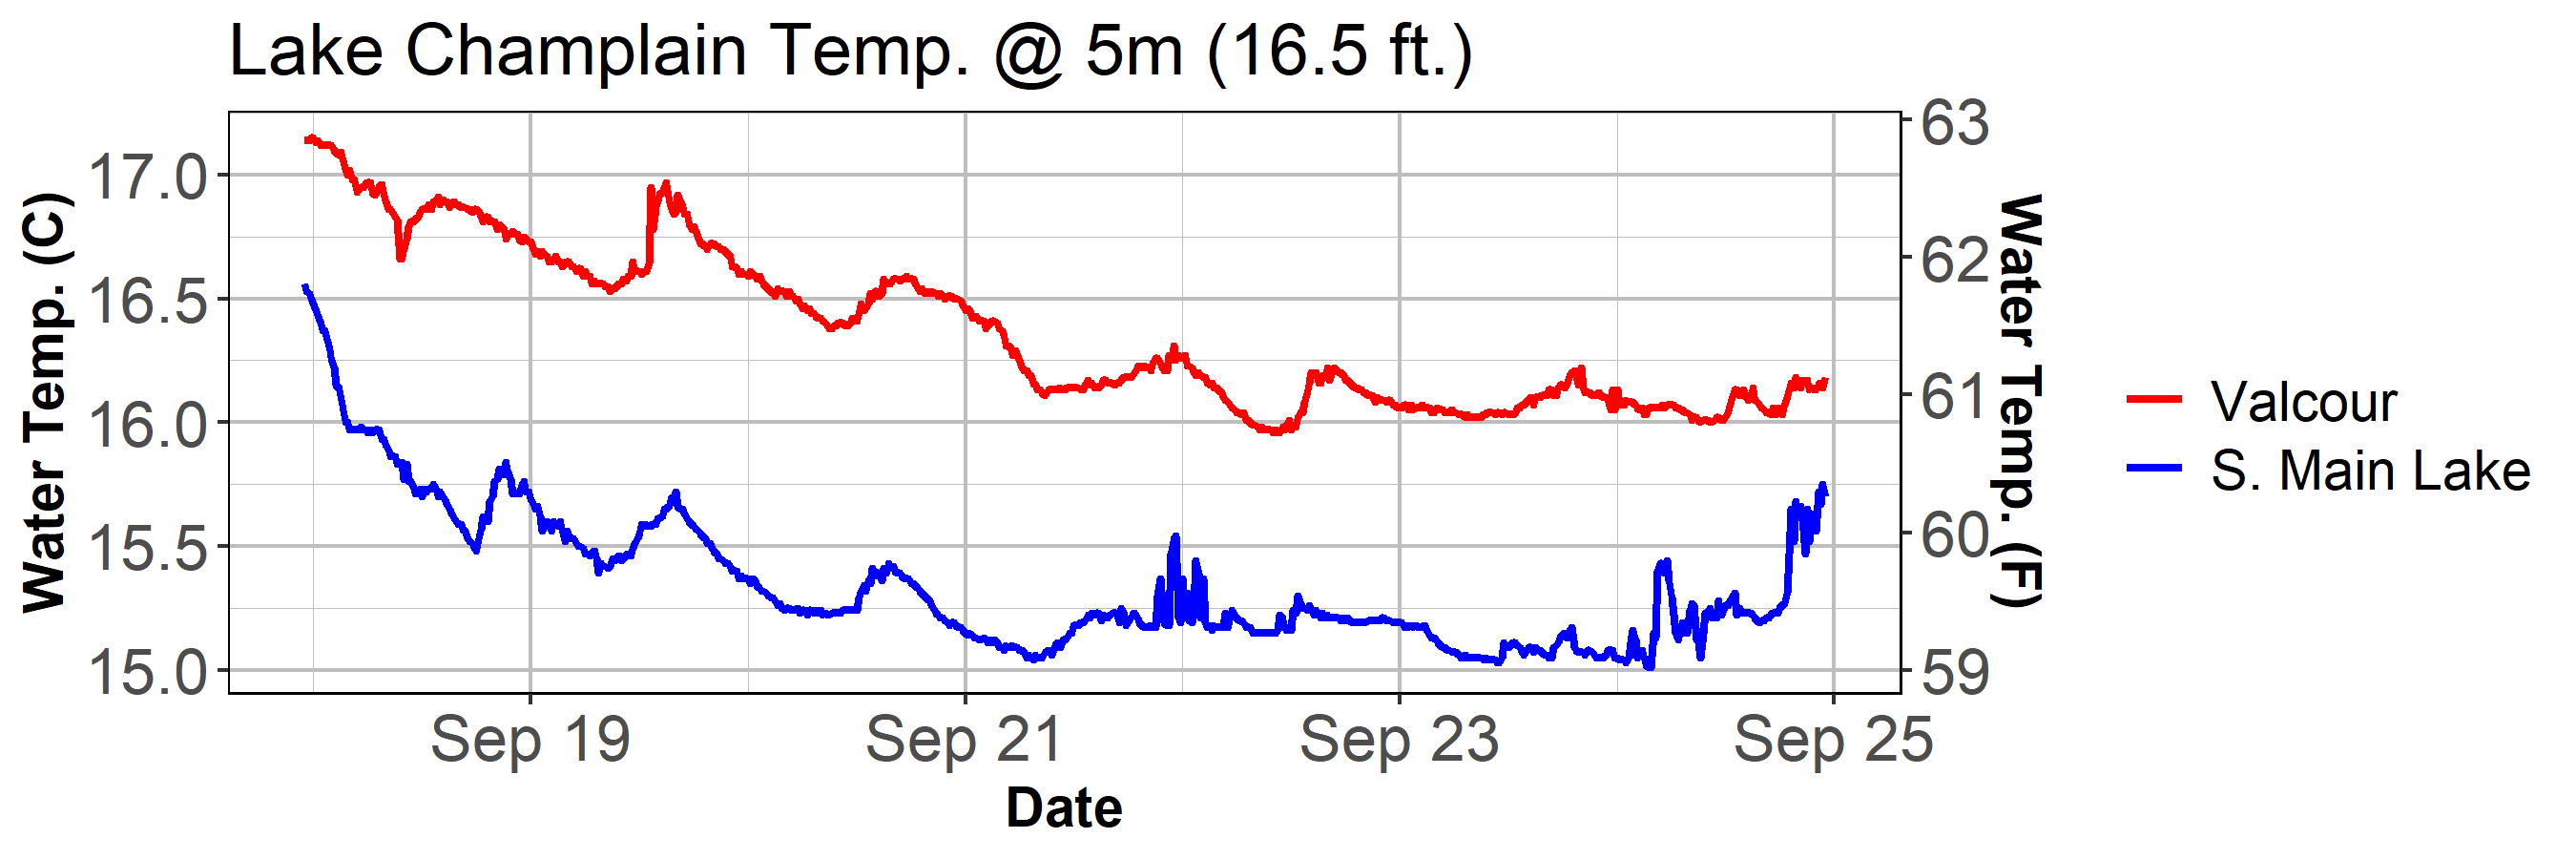 Lake Champlain Temp. @ 5m (16.5 ft.)
Water Temp. (C)
17.0
16.5
16.0
15.5
15.0
63
62
61
60
59
Water Temp. (F)
Sep 19
Sep 21
Sep 23
Sep 25
Date
Valcour
S. Main Lake